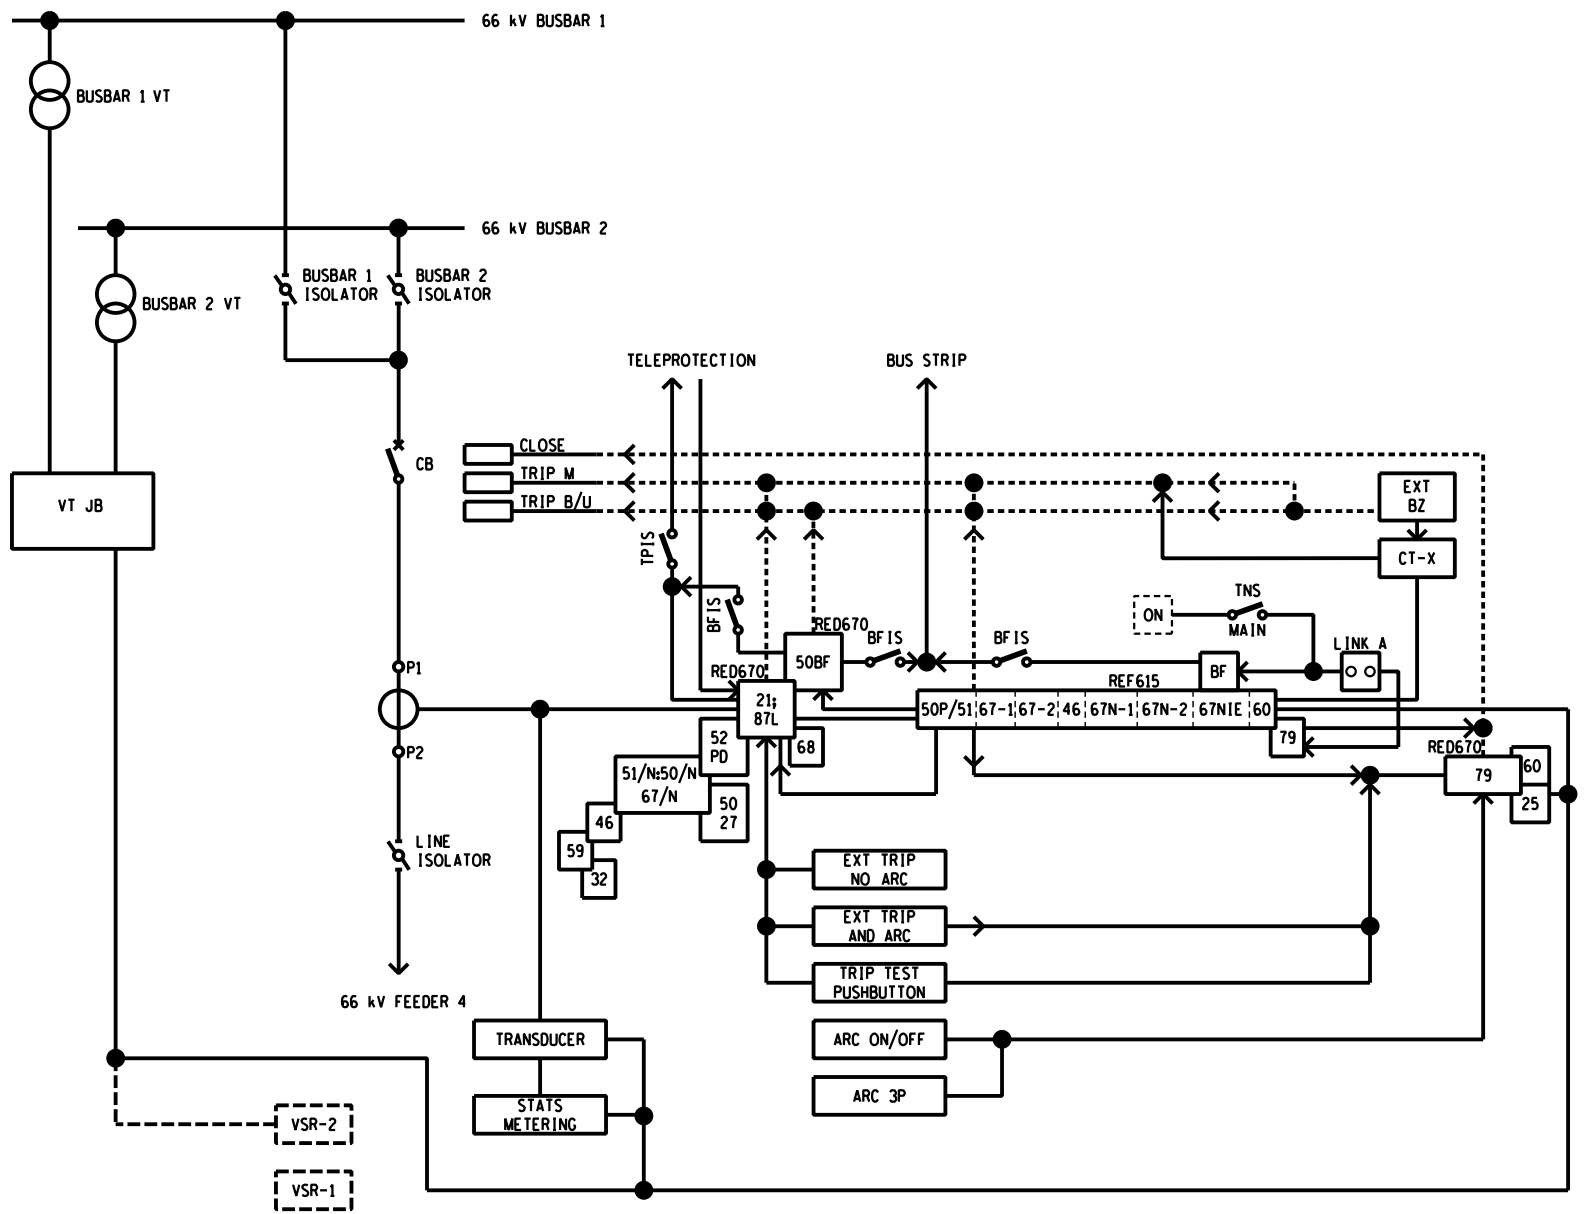 66 kV BUSBAR 1
BUSBAR 1 VT
66 kV BUSBAR 2
BUSBAR 2 VT
BUSBAR 1
ISOLATOR
BUSBAR 2
ISOLATOR
TELEPROTECTION
BUS STRIP
CLOSE
CB
TRIP M
TRIP B/U
VT JB
EXT
BZ
TPIS
CT-X
BFIS
TNS
ON
MAIN
RED670
BFIS
BFIS
LINK A
50BF
BF
P1
RED670
REF615
21;
87L
50P/51
67-1
67-2
46
67N-1
67N-2
67NIE
60
52
PD
68
79
P2
RED670
51/N:50/N
67/N
79
60
25
50
27
46
59
32
LINE
ISOLATOR
EXT TRIP
NO ARC
EXT TRIP
AND ARC
TRIP TEST
PUSHBUTTON
66 kV FEEDER 4
TRANSDUCER
ARC ON/OFF
STATS
METERING
ARC 3P
VSR-2
VSR-1